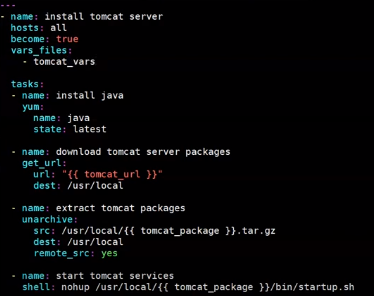 ---
- name: install tomcat server
  hosts: all
  become: true
  vars_files:
    - tomcat_vars

  tasks:
  - name: install java
    yum:
      name: java
      state: latest

  - name: download tomcat server packages
    get_url:
      url: "{{ tomcat_url }}"
      dest: /usr/local

  - name: extract tomcat packages
    unarchive:
      src: /usr/local/{{ tomcat_package }}.tar.gz
      dest: /usr/local
      remote_src: yes

  - name: start tomcat services
    shell: nohup /usr/local/{{ tomcat_package }}/bin/startup.sh